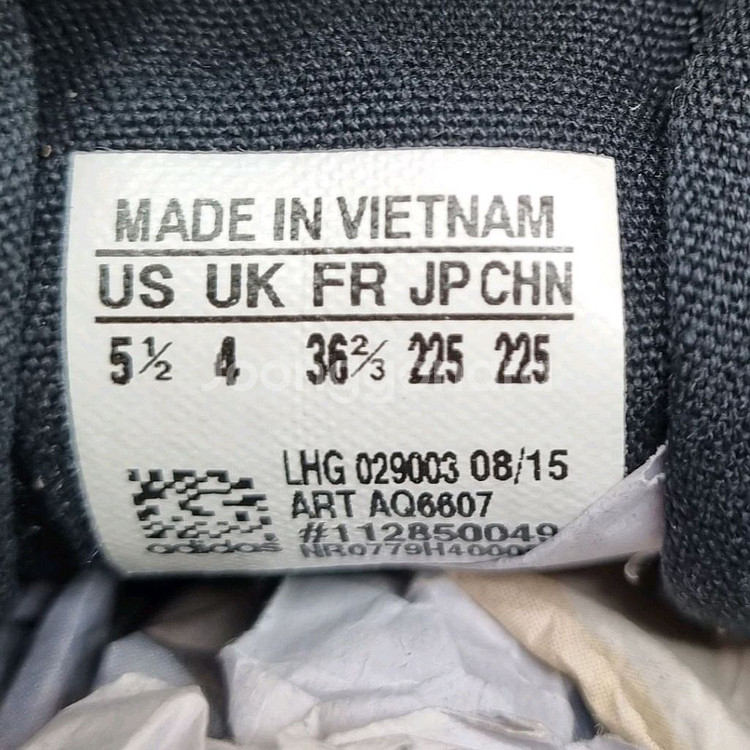 MADE IN VIETNAM
US UK FR JP CHN
5½ 4 36⅔ 225 225
LHG 029003 08/15
ART AQ6607
#112850049
adidas